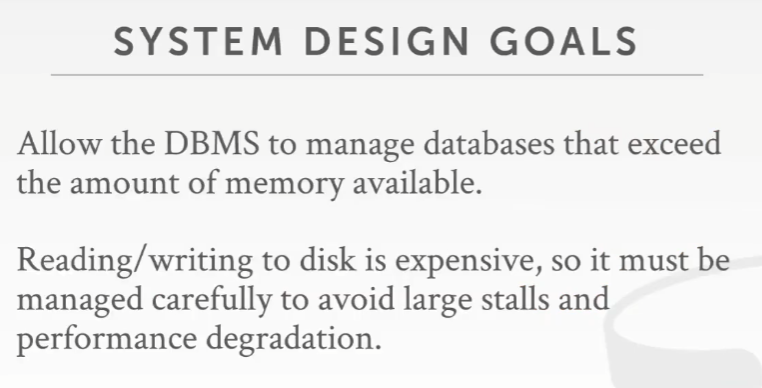 SYSTEM DESIGN GOALS
Allow the DBMS to manage databases that exceed
the amount of memory available.
Reading/writing to disk is expensive, so it must be
managed carefully to avoid large stalls and
performance degradation.